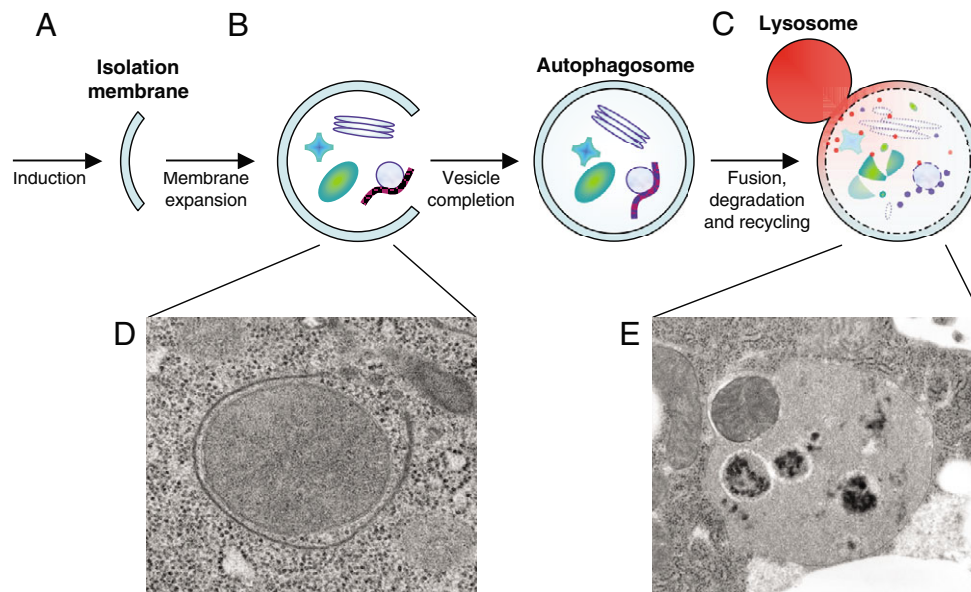 A
B
C
Lysosome
Isolation
membrane
Autophagosome
Induction
Membrane
expansion
Vesicle
completion
Fusion,
degradation
and recycling
D
E